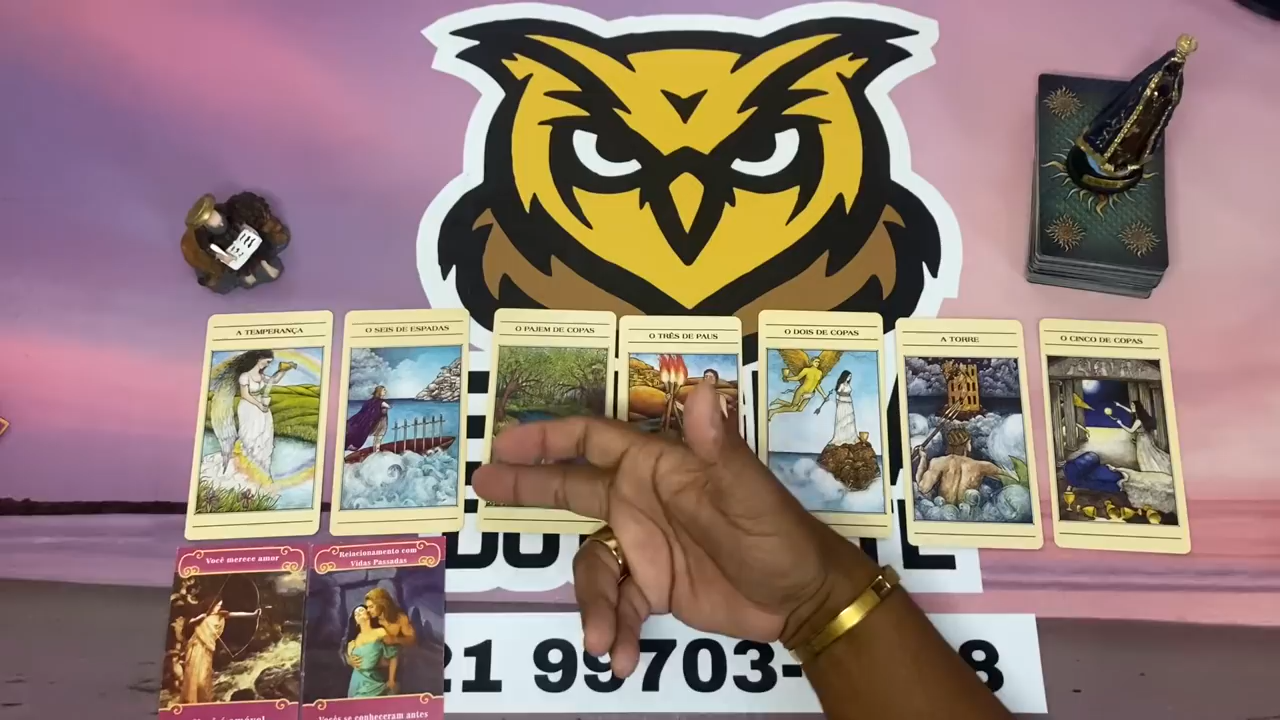 A TEMPERANÇA
O SEIS DE ESPADAS
O PAJEM DE COPAS
O TRÊS DE PAUS
O DOIS DE COPAS
A TORRE
O CINCO DE COPAS
Você merece amor
Relacionamento com
Vidas Passadas
Vocês se conheceram antes
21 99703- 8